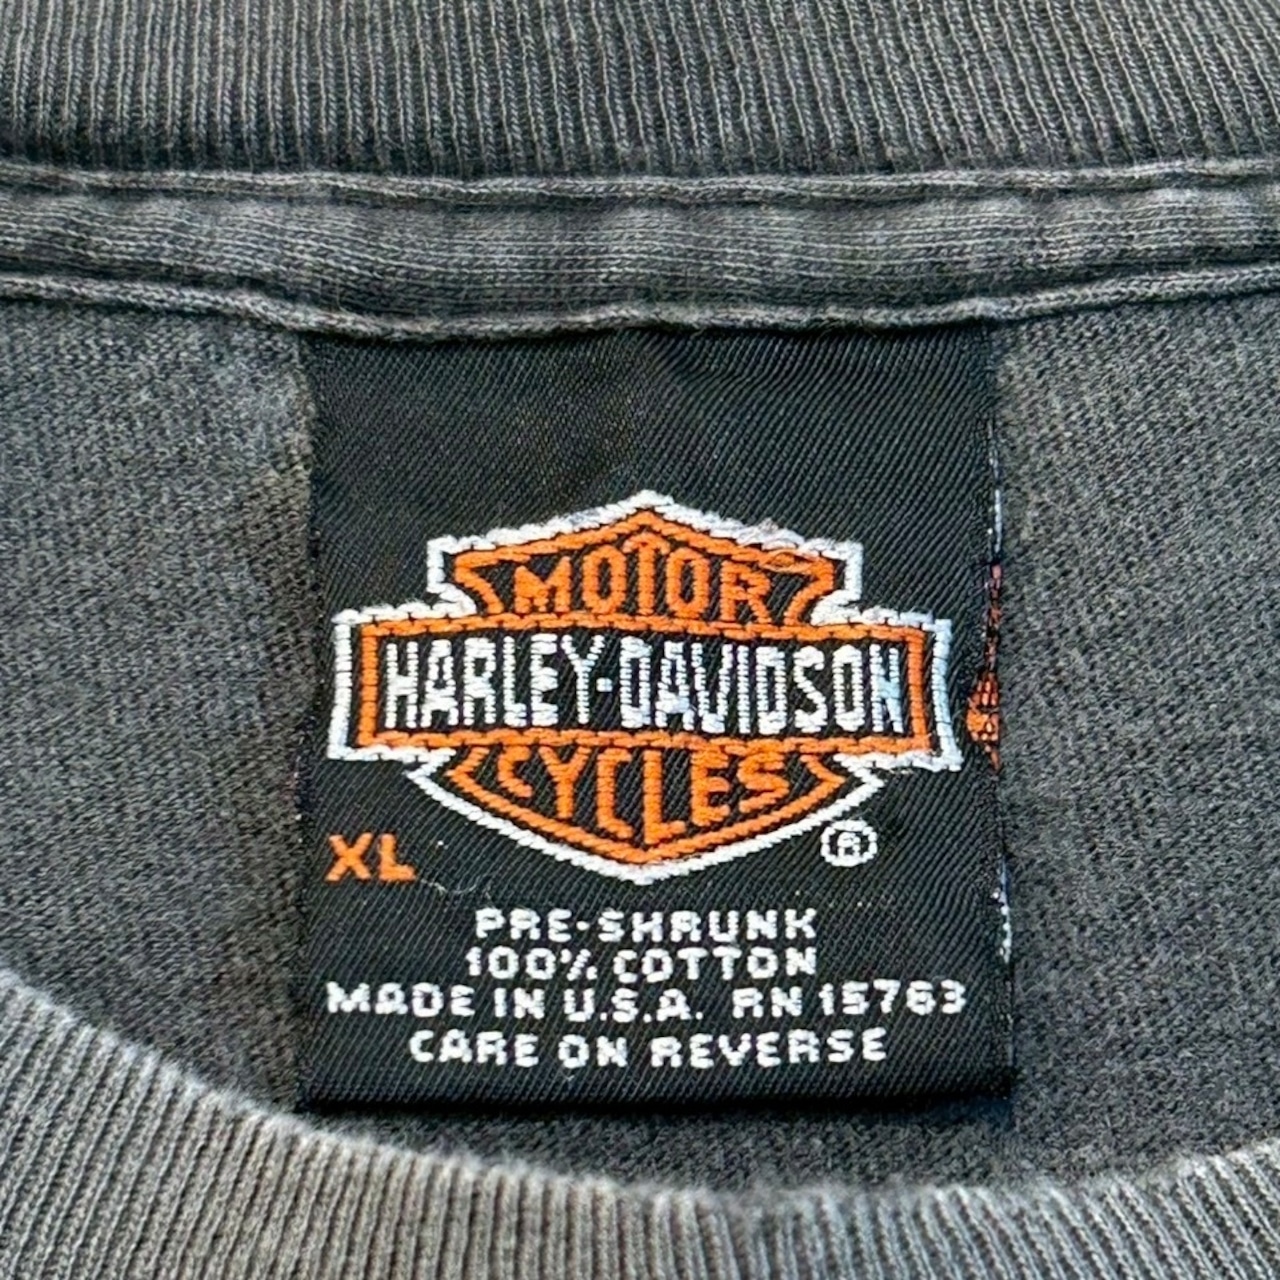 MOTOR
HARLEY-DAVIDSON
CYCLES
®
XL
PRE-SHRUNK
100% COTTON
MADE IN U.S.A. RN 15763
CARE ON REVERSE